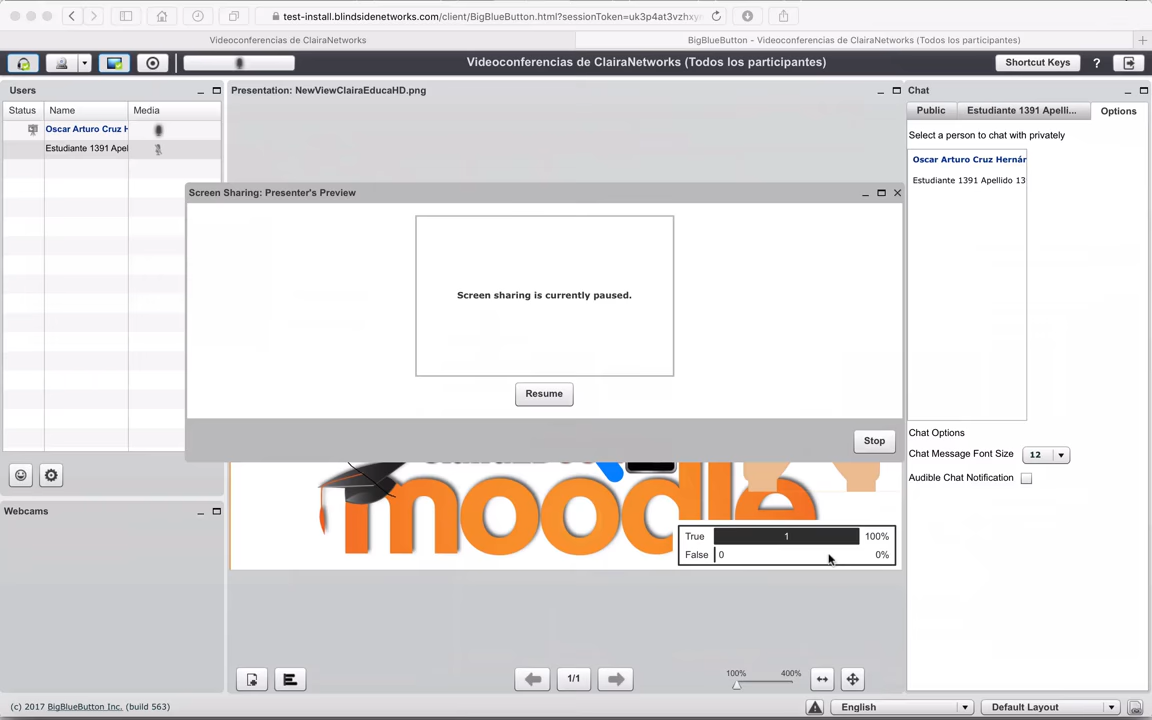 test-install.blindsidenetworks.com/client/BigBlueButton.html?sessionToken=uk3p4at3vzhxy
Videoconferencias de ClairaNetworks
BigBlueButton - Videoconferencias de ClairaNetworks (Todos los participantes)
Videoconferencias de ClairaNetworks (Todos los participantes)
Shortcut Keys
?
Users
Presentation: NewViewClairaEducaHD.png
Chat
Status Name Media
Public Estudiante 1391 Apelli... Options
Oscar Arturo Cruz H
Estudiante 1391 Apel
Select a person to chat with privately
Oscar Arturo Cruz Hernár
Estudiante 1391 Apellido 13
Screen Sharing: Presenter's Preview
Screen sharing is currently paused.
Resume
Stop
Chat Options
Chat Message Font Size 12
Audible Chat Notification
moodle
True 1 100%
False 0 0%
Webcams
1/1
100% 400%
(c) 2017 BigBlueButton Inc. (build 563)
English
Default Layout